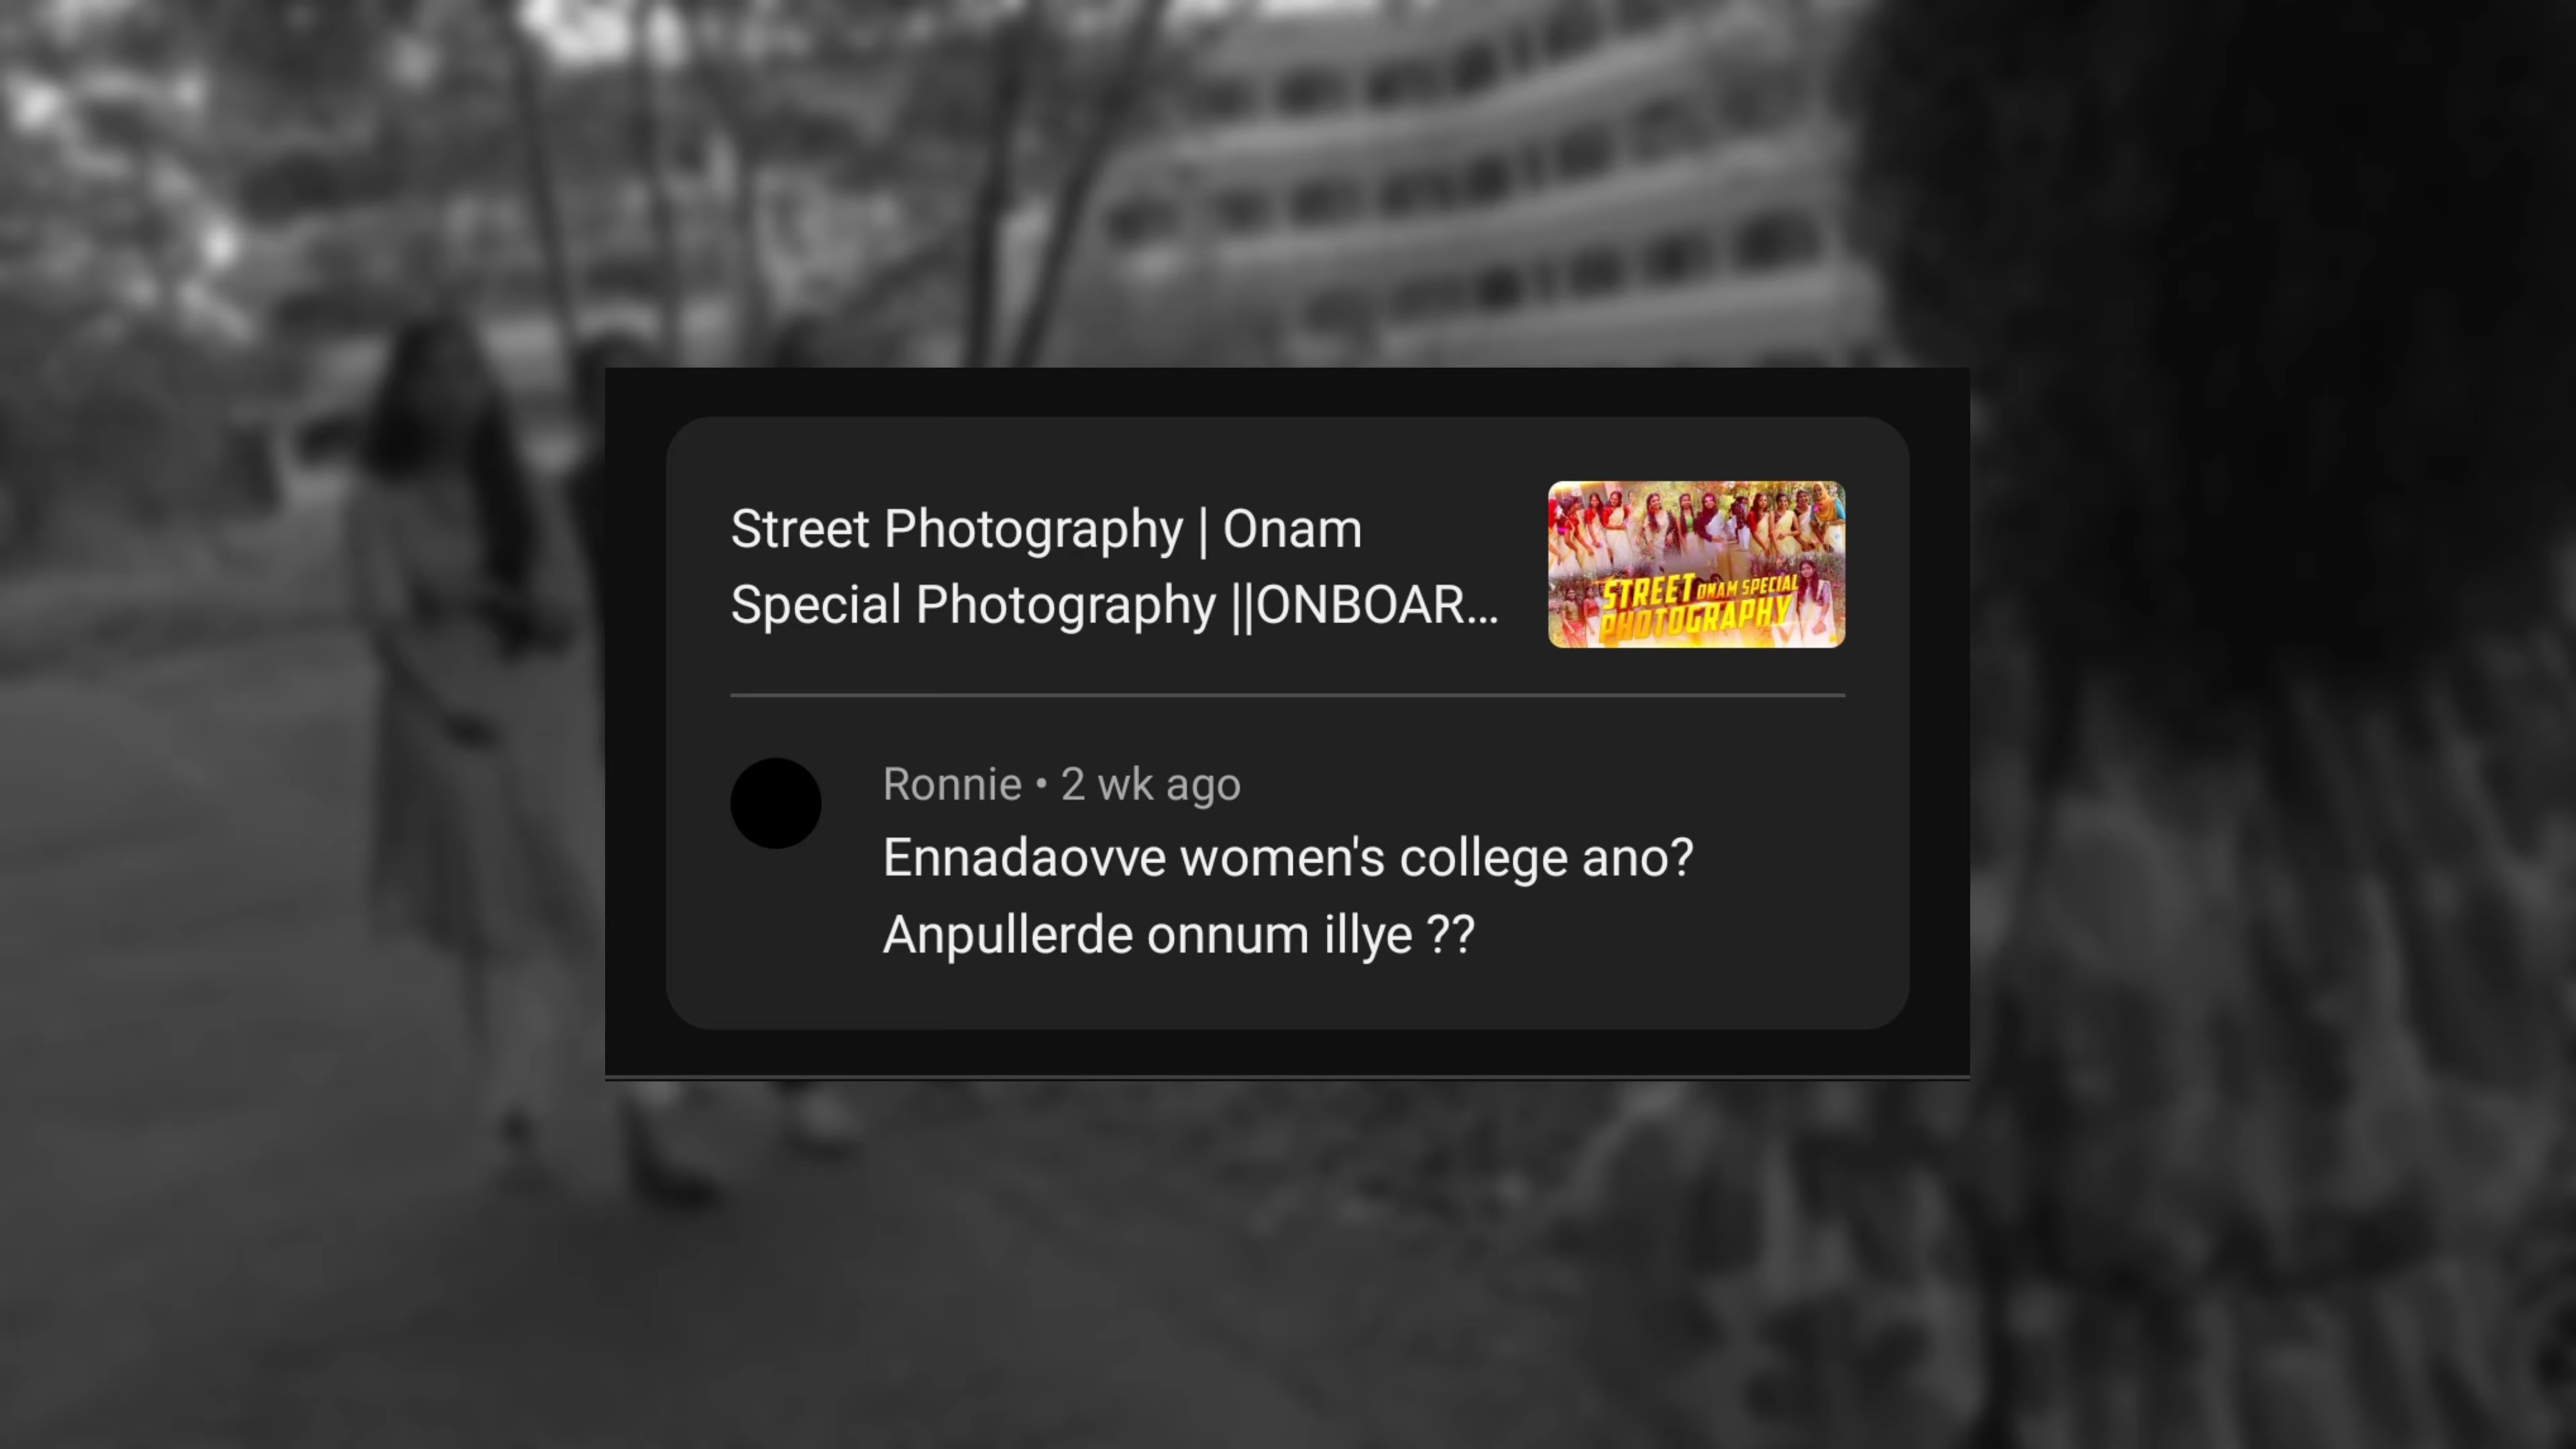 Street Photography | Onam
Special Photography ||ONBOAR...
STREET ONAM SPECIAL
PHOTOGRAPHY
Ronnie • 2 wk ago
Ennadaovve women's college ano?
Anpullerde onnum illye ??